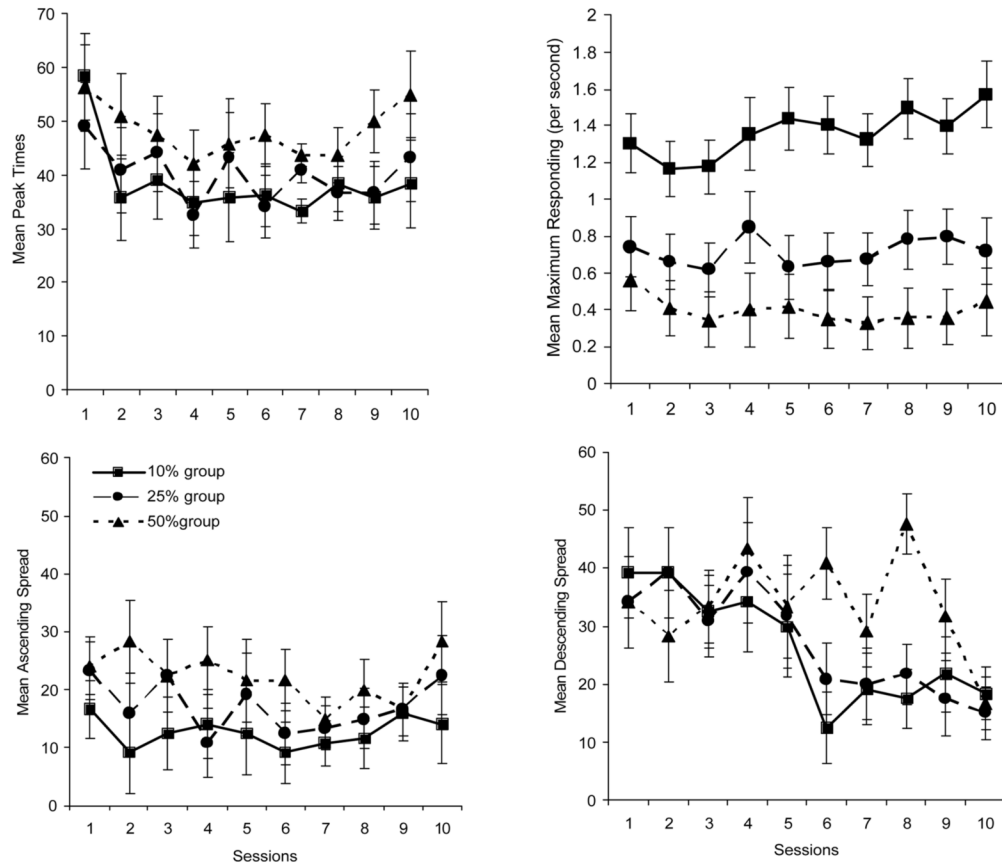 Mean Peak Times
70
60
50
40
30
20
10
0
1 2 3 4 5 6 7 8 9 10
Mean Maximum Responding (per second)
2
1.8
1.6
1.4
1.2
1
0.8
0.6
0.4
0.2
0
1 2 3 4 5 6 7 8 9 10
Mean Ascending Spread
60
50
40
30
20
10
0
10% group
25% group
50%group
1 2 3 4 5 6 7 8 9 10
Sessions
Mean Descending Spread
60
50
40
30
20
10
0
1 2 3 4 5 6 7 8 9 10
Sessions